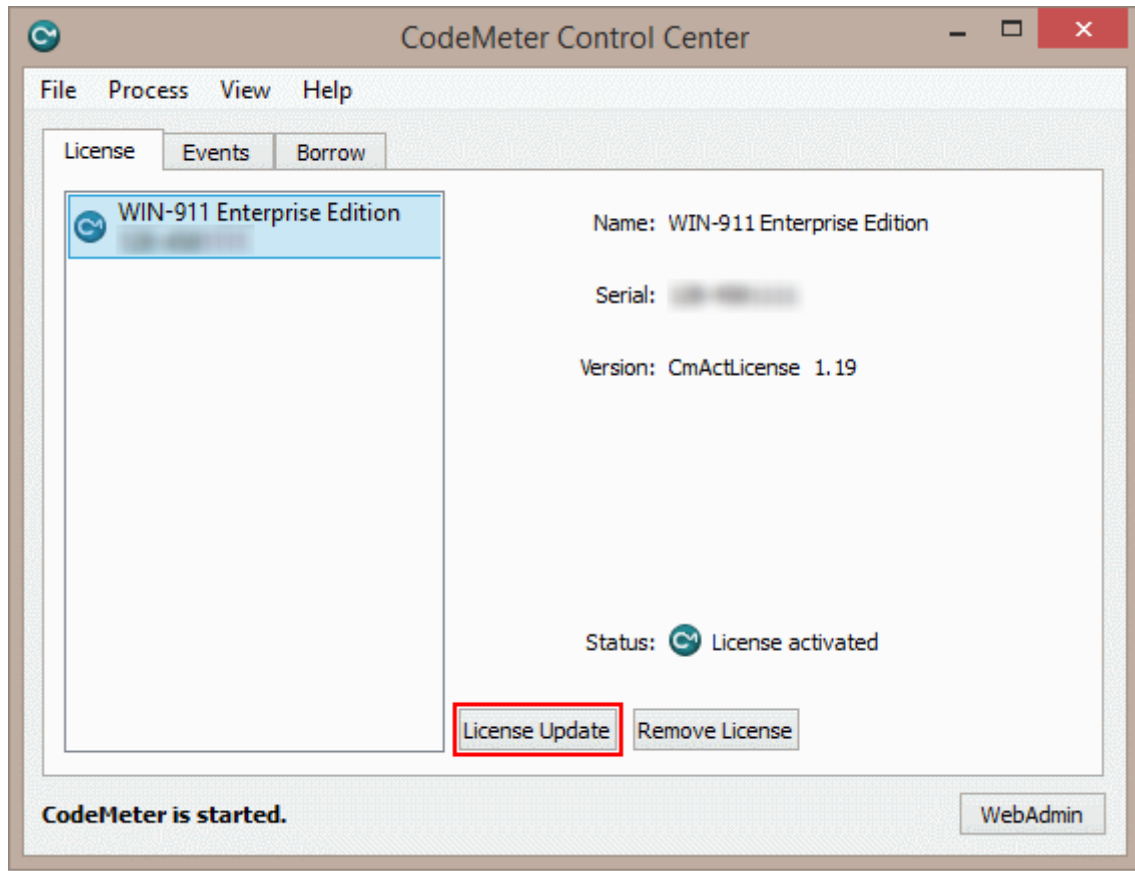 CodeMeter Control Center
File Process View Help
License Events Borrow
WIN-911 Enterprise Edition
Name: WIN-911 Enterprise Edition
Serial:
Version: CmActLicense 1.19
Status: License activated
License Update Remove License
CodeMeter is started.
WebAdmin